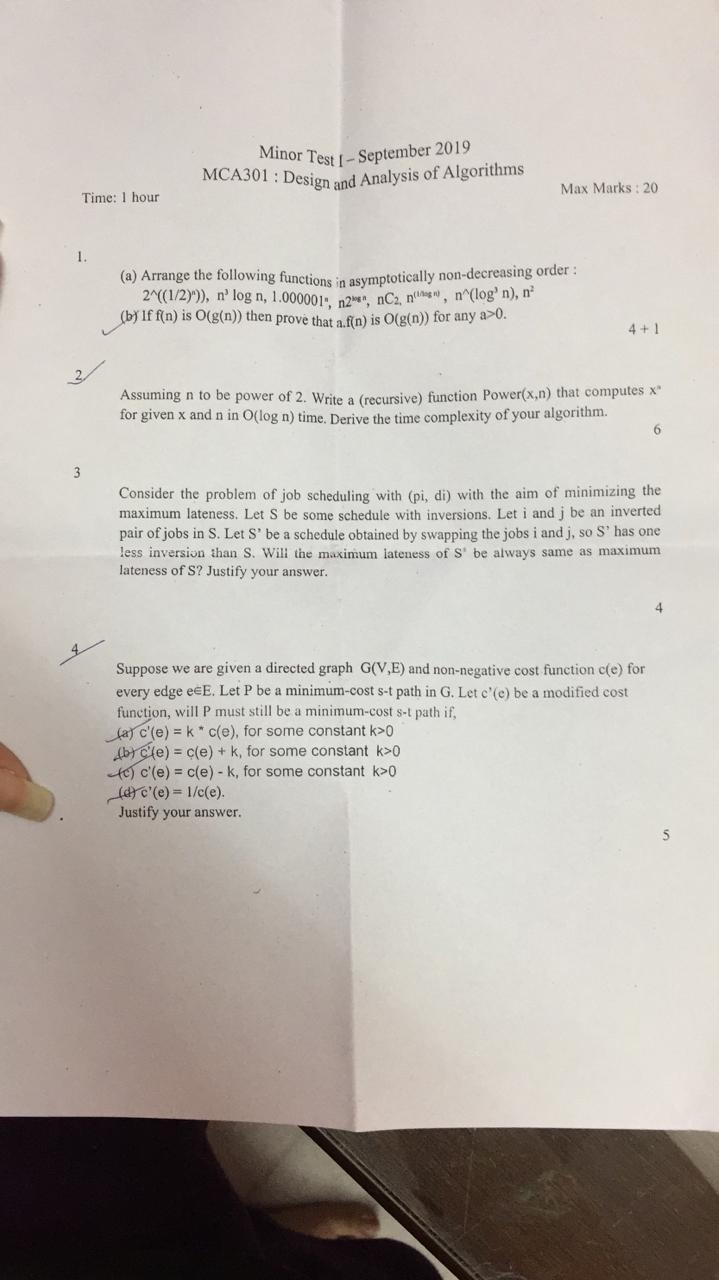 Minor Test I – September 2019
MCA301 : Design and Analysis of Algorithms
Time: 1 hour
Max Marks : 20
1.
(a) Arrange the following functions in asymptotically non-decreasing order :
2^((1/2)ⁿ)), n³ log n, 1.000001ⁿ, n2ˡᵒᵍ ⁿ, nC₂, n⁽¹/ˡᵒᵍ ⁿ⁾, n^(log³ n), n²
(b) If f(n) is O(g(n)) then prove that a.f(n) is O(g(n)) for any a>0.
4 + 1
2
Assuming n to be power of 2. Write a (recursive) function Power(x,n) that computes xⁿ
for given x and n in O(log n) time. Derive the time complexity of your algorithm.
6
3
Consider the problem of job scheduling with (pi, di) with the aim of minimizing the
maximum lateness. Let S be some schedule with inversions. Let i and j be an inverted
pair of jobs in S. Let S’ be a schedule obtained by swapping the jobs i and j, so S’ has one
less inversion than S. Will the maximum lateness of S’ be always same as maximum
lateness of S? Justify your answer.
4
4
Suppose we are given a directed graph G(V,E) and non-negative cost function c(e) for
every edge e∈E. Let P be a minimum-cost s-t path in G. Let c’(e) be a modified cost
function, will P must still be a minimum-cost s-t path if,
(a) c'(e) = k * c(e), for some constant k>0
(b) c'(e) = c(e) + k, for some constant k>0
(c) c'(e) = c(e) - k, for some constant k>0
(d) c’(e) = 1/c(e).
Justify your answer.
5